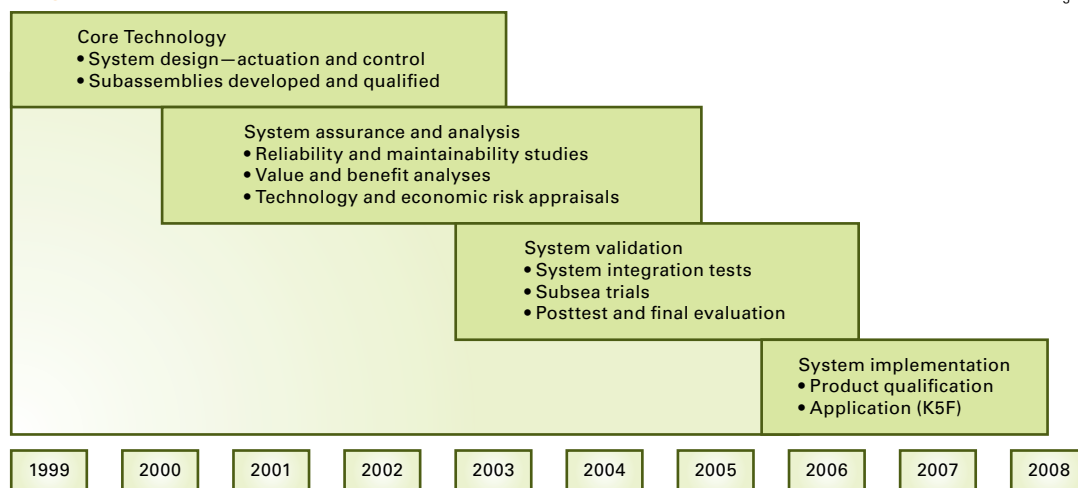 Core Technology
• System design—actuation and control
• Subassemblies developed and qualified
System assurance and analysis
• Reliability and maintainability studies
• Value and benefit analyses
• Technology and economic risk appraisals
System validation
• System integration tests
• Subsea trials
• Posttest and final evaluation
System implementation
• Product qualification
• Application (K5F)
1999 2000 2001 2002 2003 2004 2005 2006 2007 2008